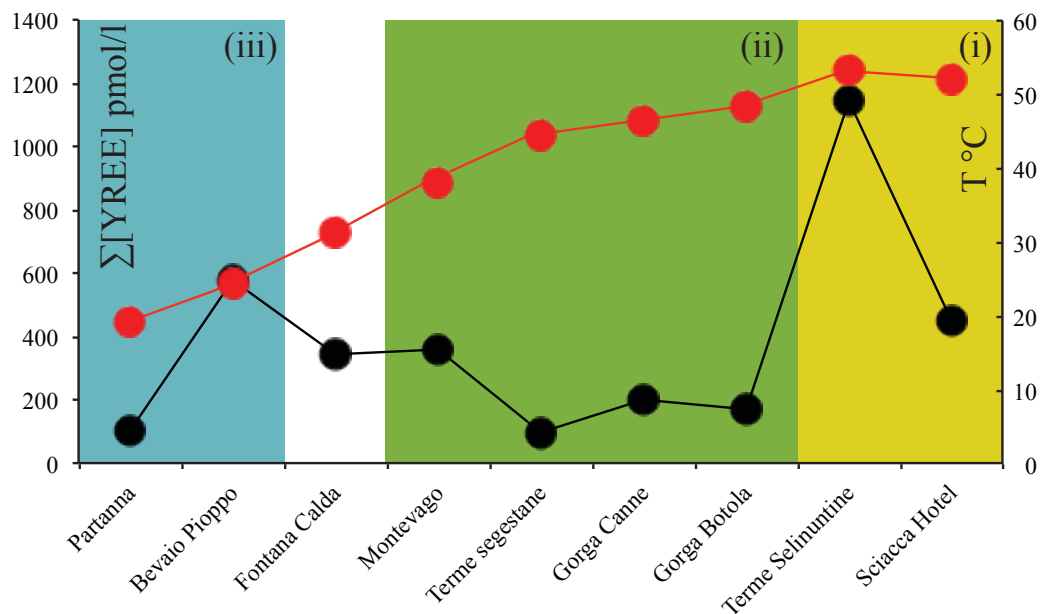 1400
1200
1000
800
600
400
200
0
∑[YREE] pmol/l
(iii)
(ii)
(i)
T °C
60
50
40
30
20
10
0
Partanna
Bevaio Pioppo
Fontana Calda
Montevago
Terme segestane
Gorga Canne
Gorga Botola
Terme Selinuntine
Sciacca Hotel